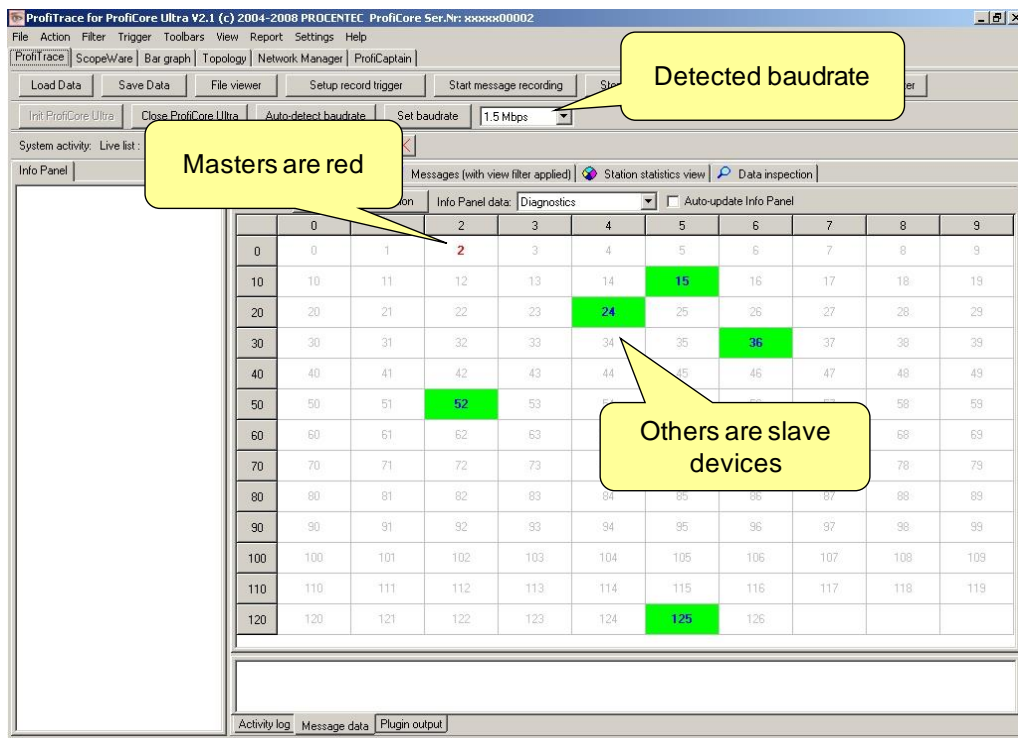 ProfiTrace for ProfiCore Ultra V2.1 (c) 2004-2008 PROCENTEC ProfiCore Ser.Nr: xxxxx00002
File Action Filter Trigger Toolbars View Report Settings Help
ProfiTrace ScopeWare Bar graph Topology Network Manager ProfiCaptain
Load Data Save Data File viewer Setup record trigger Start message recording
Detected baudrate
Init ProfiCore Ultra Close ProfiCore Ultra Auto-detect baudrate Set baudrate 1.5 Mbps
System activity: Live list :
Masters are red
Info Panel Messages (with view filter applied) Station statistics view Data inspection
Info Panel data: Diagnostics Auto-update Info Panel
0 2 3 4 5 6 7 8 9
0 0 1 2 3 4 5 6 7 8 9
10 10 11 12 13 14 15 16 17 18 19
20 20 21 22 23 24 25 26 27 28 29
30 30 31 32 33 34 35 36 37 38 39
40 40 41 42 43 44 45 46 47 48 49
50 50 51 52 53 58 59
Others are slave
devices
60 60 61 62 63 68 69
70 70 71 72 73 78 79
80 80 81 82 83 84 85 86 87 88 89
90 90 91 92 93 94 95 96 97 98 99
100 100 101 102 103 104 105 106 107 108 109
110 110 111 112 113 114 115 116 117 118 119
120 120 121 122 123 124 125 126
Activity log Message data Plugin output